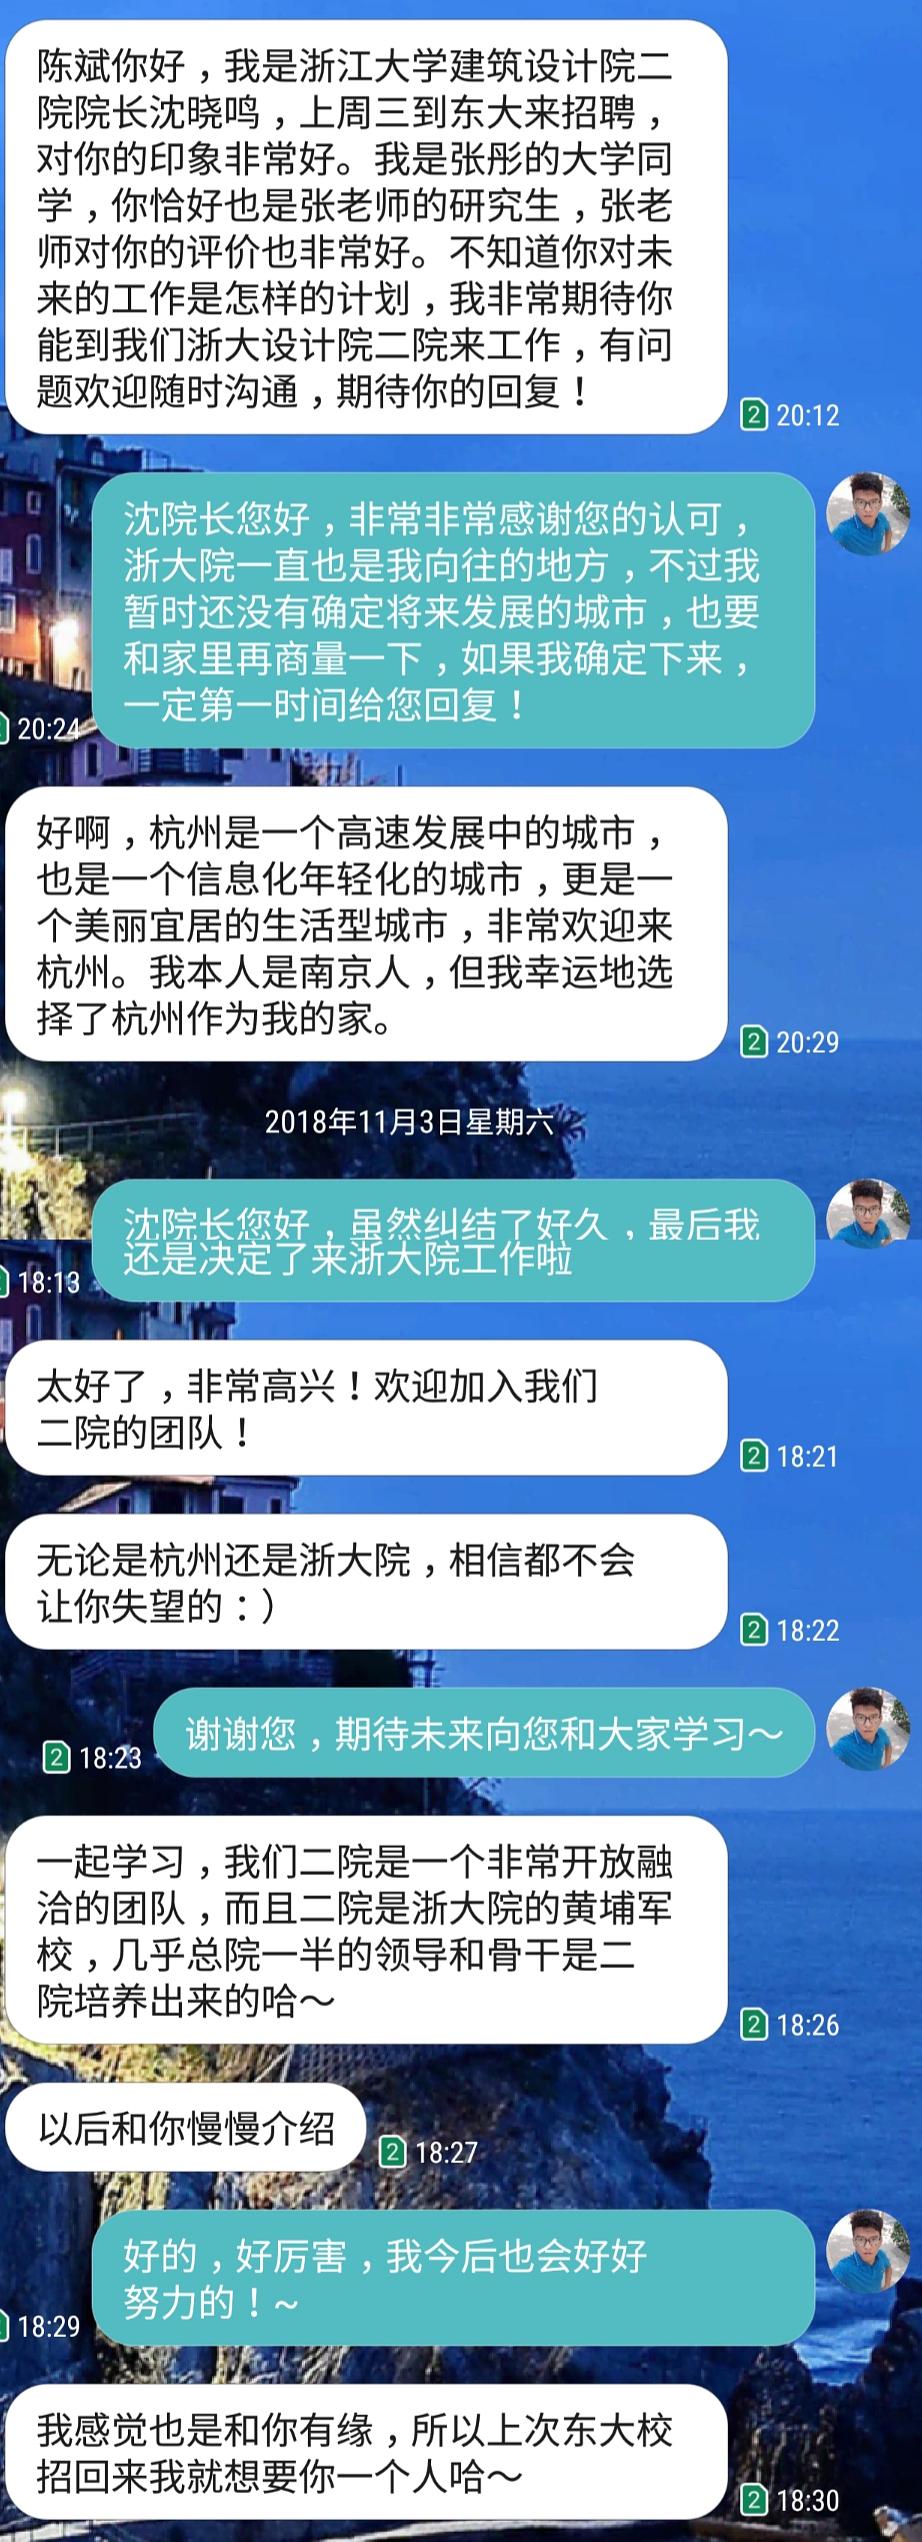 陈斌你好，我是浙江大学建筑设计院二
院院长沈晓鸣，上周三到东大来招聘，
对你的印象非常好。我是张彤的大学同
学，你恰好也是张老师的研究生，张老
师对你的评价也非常好。不知道你对未
来的工作是怎样的计划，我非常期待你
能到我们浙大设计院二院来工作，有问
题欢迎随时沟通，期待你的回复！
2 20:12
沈院长您好，非常非常感谢您的认可，
浙大院一直也是我向往的地方，不过我
暂时还没有确定将来发展的城市，也要
和家里再商量一下，如果我确定下来，
一定第一时间给您回复！
20:24
好啊，杭州是一个高速发展中的城市，
也是一个信息化年轻化的城市，更是一
个美丽宜居的生活型城市，非常欢迎来
杭州。我本人是南京人，但我幸运地选
择了杭州作为我的家。
2 20:29
2018年11月3日星期六
沈院长您好，虽然纠结了好久，最后我
还是决定了来浙大院工作啦
18:13
太好了，非常高兴！欢迎加入我们
二院的团队！
2 18:21
无论是杭州还是浙大院，相信都不会
让你失望的：）
2 18:22
谢谢您，期待未来向您和大家学习～
2 18:23
一起学习，我们二院是一个非常开放融
洽的团队，而且二院是浙大院的黄埔军
校，几乎总院一半的领导和骨干是二
院培养出来的哈～
2 18:26
以后和你慢慢介绍
2 18:27
好的，好厉害，我今后也会好好
努力的！~
18:29
我感觉也是和你有缘，所以上次东大校
招回来我就想要你一个人哈～
2 18:30